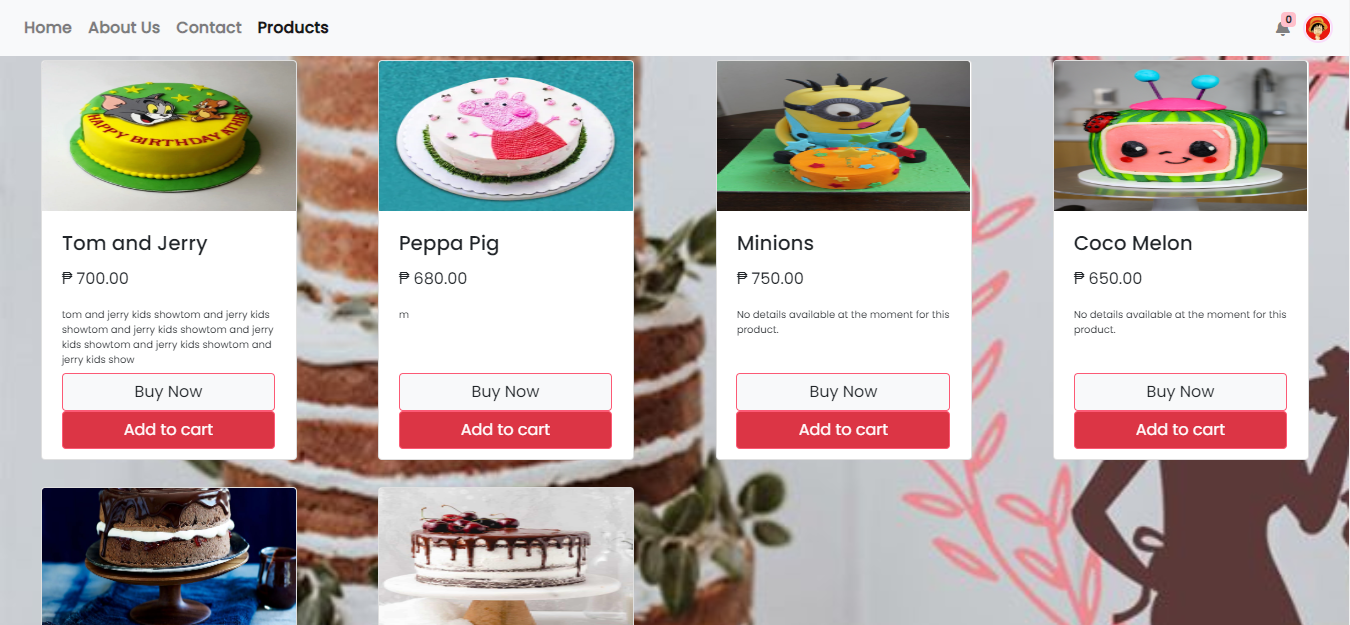 Home About Us Contact Products 0
HAPPY BIRTHDAY
Tom and Jerry
₱ 700.00
tom and jerry kids showtom and jerry kids
showtom and jerry kids showtom and jerry
kids showtom and jerry kids showtom and
jerry kids show
Buy Now
Add to cart
Peppa Pig
₱ 680.00
m
Buy Now
Add to cart
Minions
₱ 750.00
No details available at the moment for this
product.
Buy Now
Add to cart
Coco Melon
₱ 650.00
No details available at the moment for this
product.
Buy Now
Add to cart